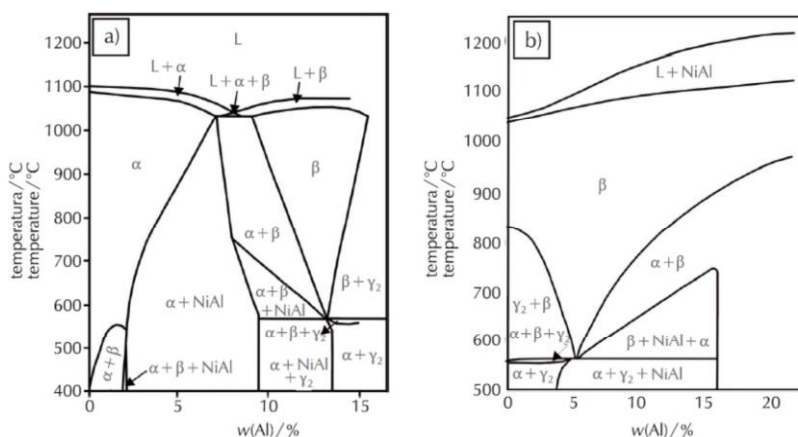 a)
temperatura/°C
temperature/°C
1200
1100
1000
900
800
700
600
500
400
L
L+α
L+α+β
L+β
α
β
α+β
β+γ₂
α+NiAl
α+β
+NiAl
α+β+γ₂
α+β
α+NiAl
+γ₂
α+γ₂
α+β+NiAl
0
5
10
15
w(Al)/%
b)
temperatura/°C
temperature/°C
1200
1100
1000
900
800
700
600
500
L+NiAl
β
α+β
γ₂+β
α+β+γ₂
β+NiAl+α
α+γ₂
α+γ₂+NiAl
0
5
10
15
20
w(Al)/%